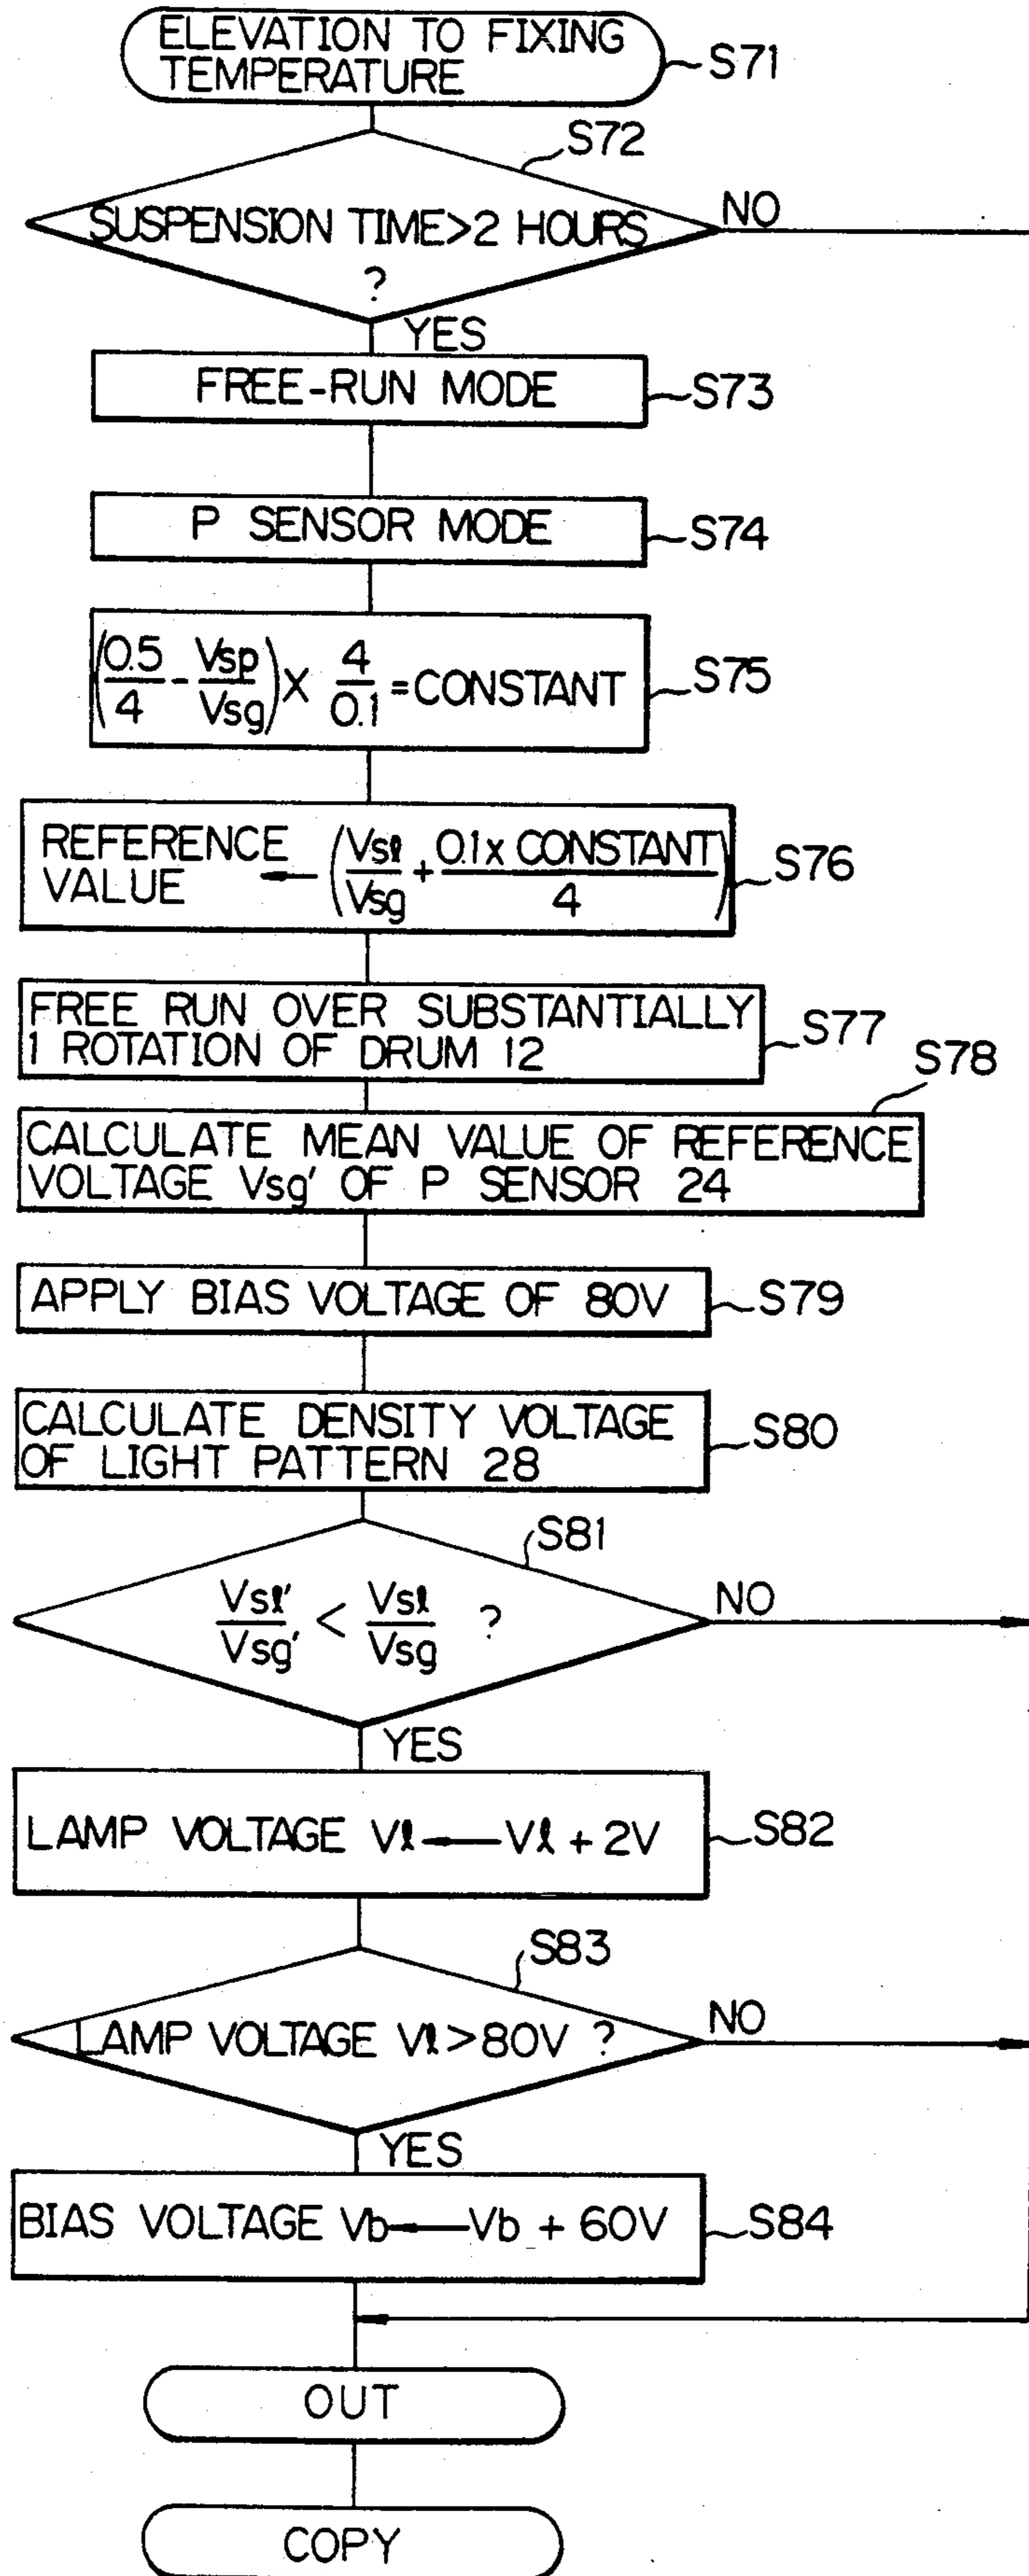 ELEVATION TO FIXING
TEMPERATURE
S71
S72
SUSPENSION TIME>2 HOURS
?
NO
YES
FREE-RUN MODE
S73
P SENSOR MODE
S74
(0.5/4 - Vsp/Vsg) X 4/0.1 = CONSTANT
S75
REFERENCE
VALUE ← (Vsℓ/Vsg + 0.1x CONSTANT/4)
S76
FREE RUN OVER SUBSTANTIALLY
1 ROTATION OF DRUM 12
S77
S78
CALCULATE MEAN VALUE OF REFERENCE
VOLTAGE Vsg' OF P SENSOR 24
APPLY BIAS VOLTAGE OF 80V
S79
CALCULATE DENSITY VOLTAGE
OF LIGHT PATTERN 28
S80
S81
Vsℓ'/Vsg' < Vsℓ/Vsg ?
NO
YES
LAMP VOLTAGE Vℓ ← Vℓ + 2V
S82
S83
LAMP VOLTAGE Vℓ>80V ?
NO
YES
BIAS VOLTAGE Vb ← Vb + 60V
S84
OUT
COPY